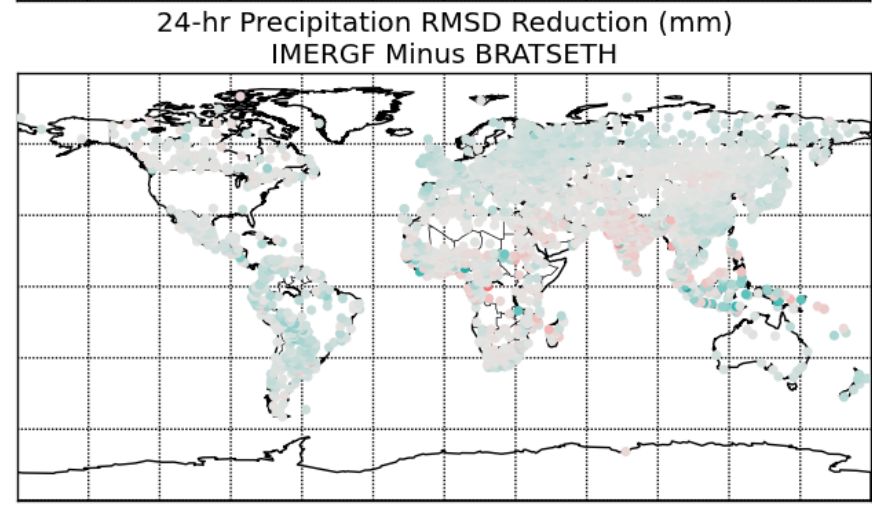 24-hr Precipitation RMSD Reduction (mm)
IMERGF Minus BRATSETH